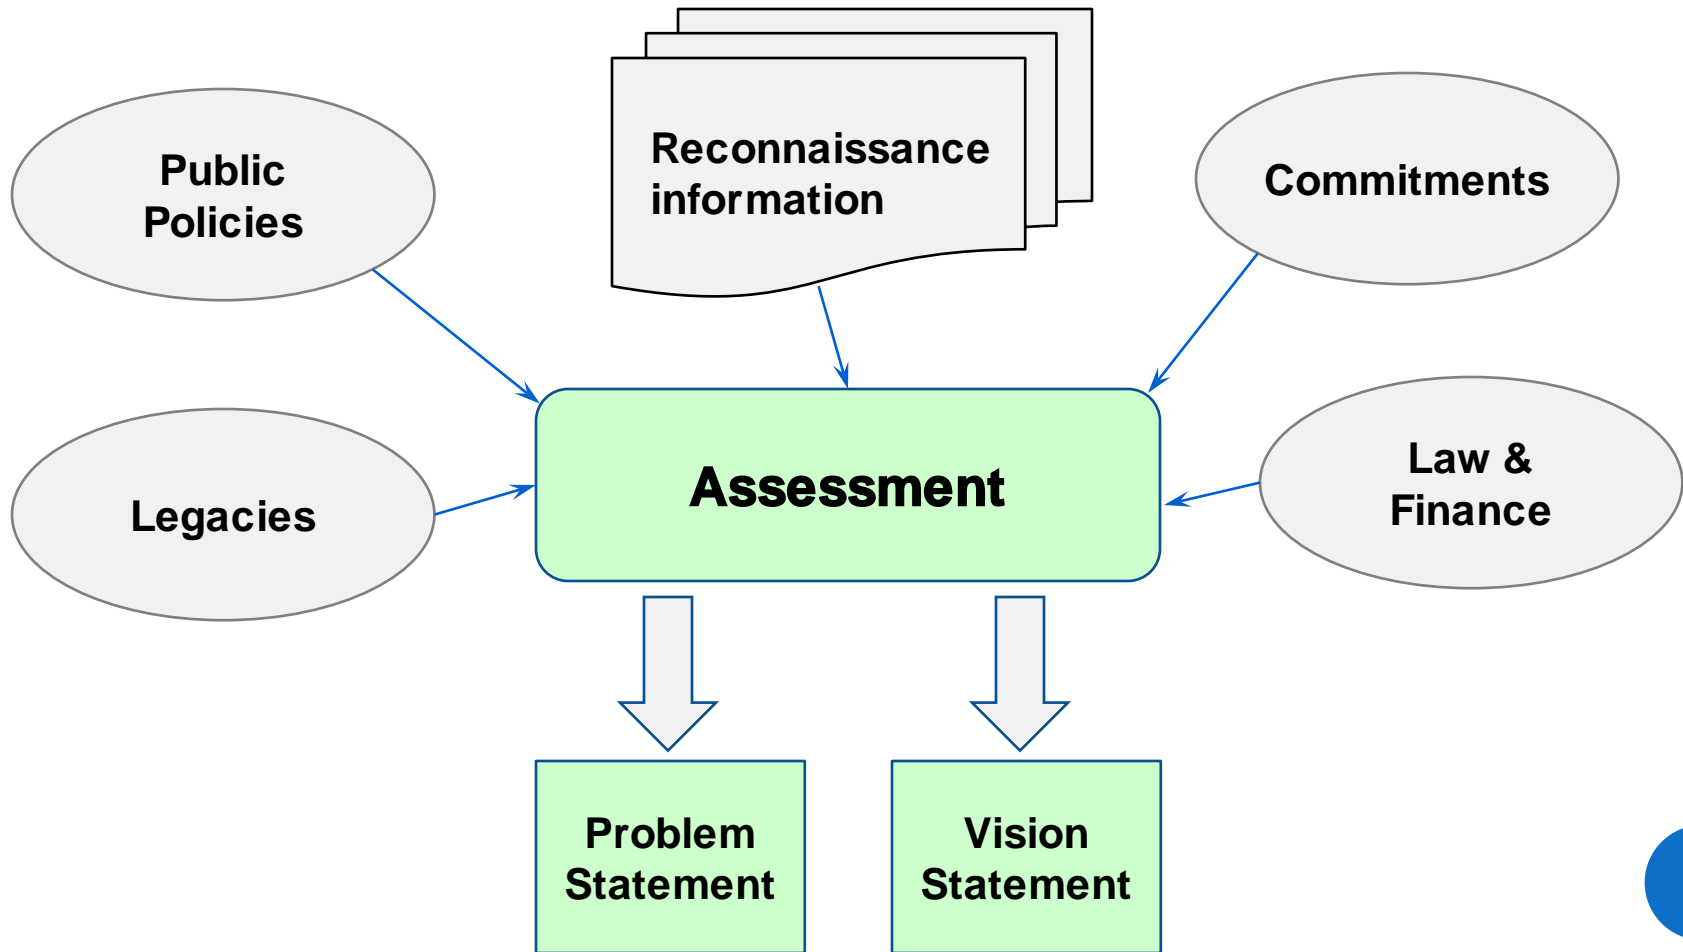 Reconnaissance
information
Public
Policies
Commitments
Assessment
Legacies
Law &
Finance
Problem
Statement
Vision
Statement